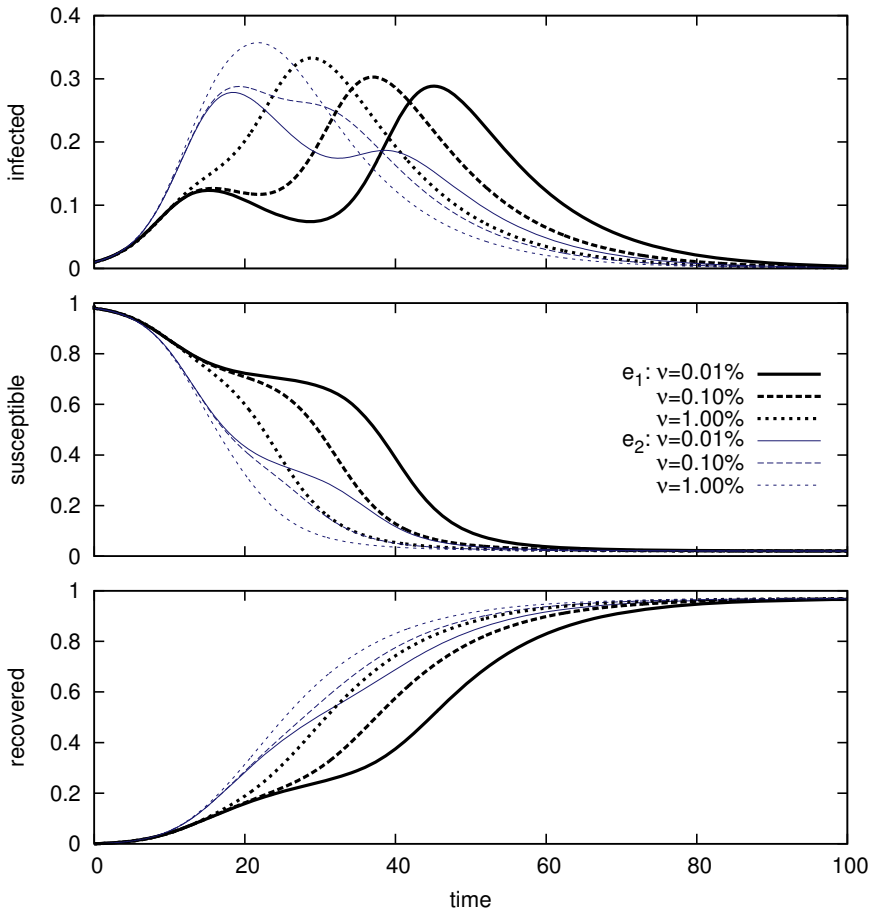 0.4
0.3
0.2
0.1
0
infected
1
0.8
0.6
0.4
0.2
0
susceptible
e1: ν=0.01%
ν=0.10%
ν=1.00%
e2: ν=0.01%
ν=0.10%
ν=1.00%
1
0.8
0.6
0.4
0.2
0
recovered
0 20 40 60 80 100
time